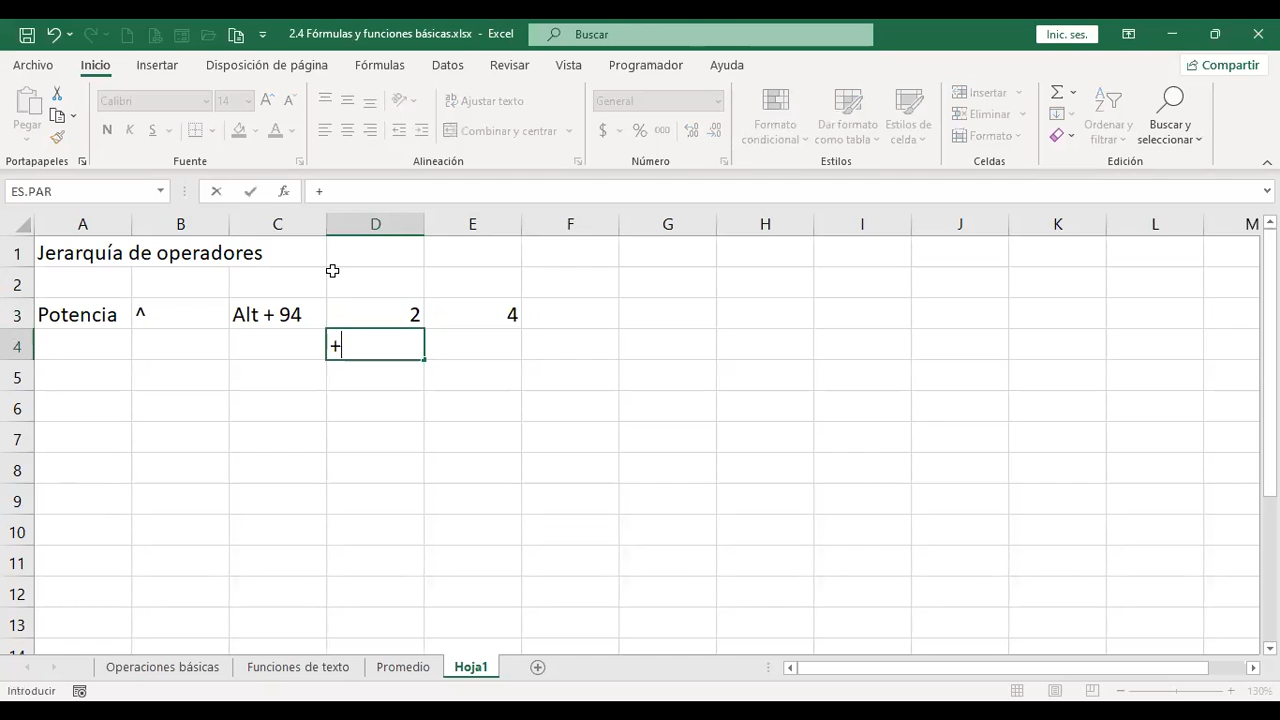 2.4 Fórmulas y funciones básicas.xlsx - Excel
Buscar
Inic. ses.
Archivo Inicio Insertar Disposición de página Fórmulas Datos Revisar Vista Programador Ayuda
Compartir
Pegar
Portapapeles
Calibri 14
N K S
Fuente
Ajustar texto
Combinar y centrar
Alineación
General
$ % 000
Número
Formato condicional
Dar formato como tabla
Estilos de celda
Estilos
Insertar
Eliminar
Formato
Celdas
Ordenar y filtrar
Buscar y seleccionar
Edición
ES.PAR
fx +
A B C D E F G H I J K L M
1 Jerarquía de operadores
2
3 Potencia ^ Alt + 94 2 4
4 +
5
6
7
8
9
10
11
12
13
14
Operaciones básicas Funciones de texto Promedio Hoja1
Introducir
130%